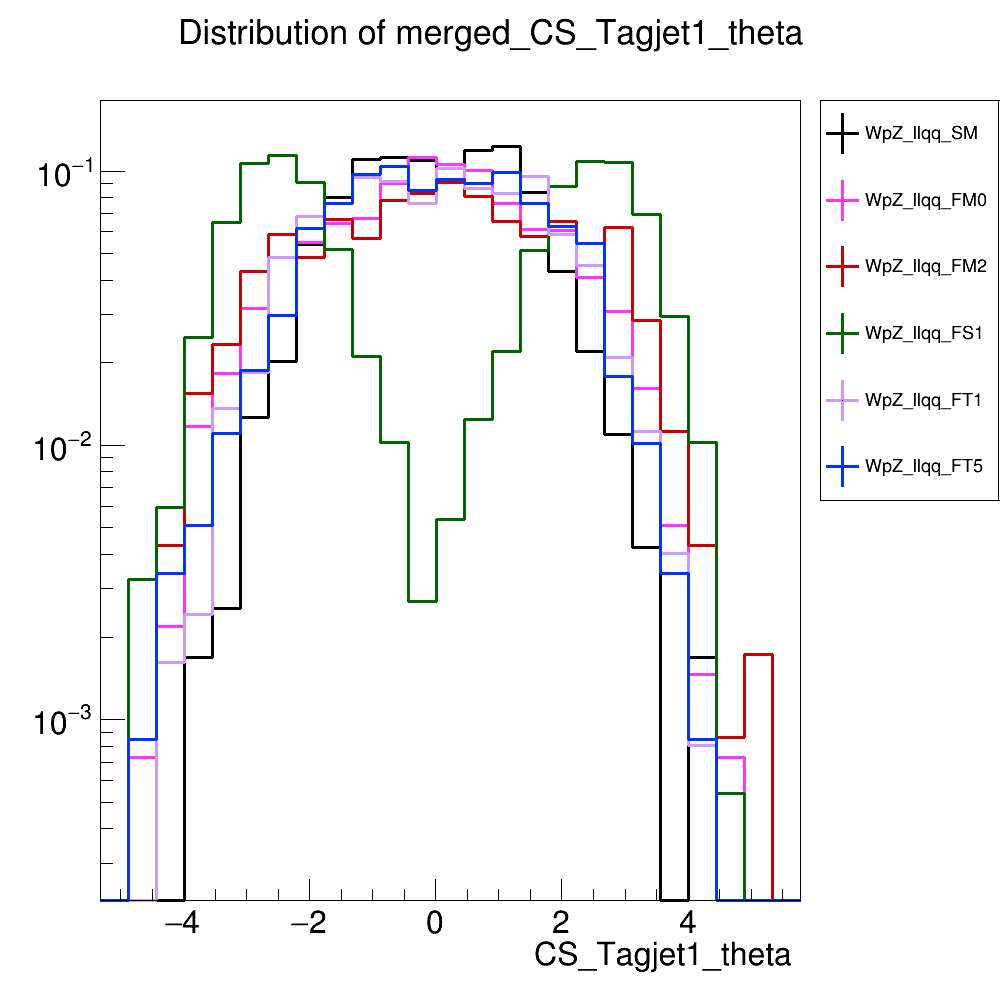 Distribution of merged_CS_Tagjet1_theta
10⁻¹
10⁻²
10⁻³
−4 −2 0 2 4
CS_Tagjet1_theta
WpZ_llqq_SM
WpZ_llqq_FM0
WpZ_llqq_FM2
WpZ_llqq_FS1
WpZ_llqq_FT1
WpZ_llqq_FT5